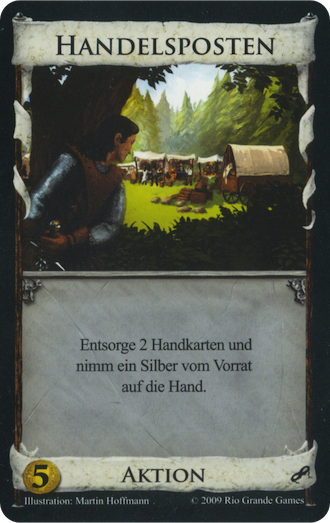 HANDELSPOSTEN
Entsorge 2 Handkarten und
nimm ein Silber vom Vorrat
auf die Hand.
5
AKTION
Illustration: Martin Hoffmann
© 2009 Rio Grande Games